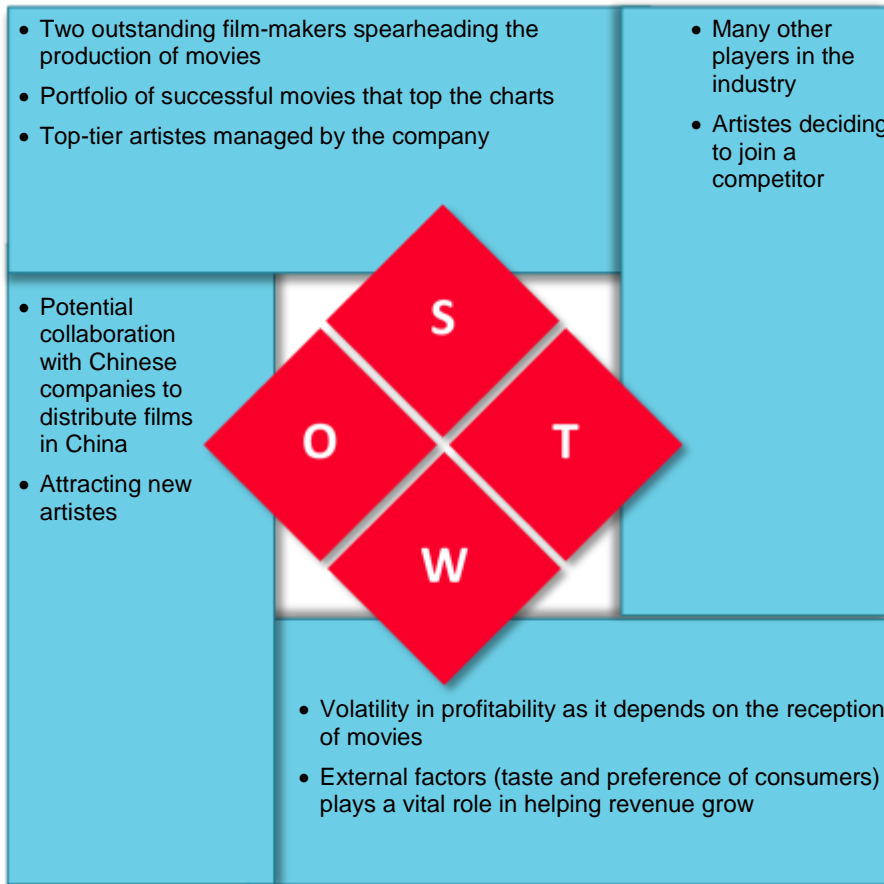 • Two outstanding film-makers spearheading the
production of movies
• Portfolio of successful movies that top the charts
• Top-tier artistes managed by the company
• Many other
players in the
industry
• Artistes deciding
to join a
competitor
• Potential
collaboration
with Chinese
companies to
distribute films
in China
• Attracting new
artistes
S
O
T
W
• Volatility in profitability as it depends on the reception
of movies
• External factors (taste and preference of consumers)
plays a vital role in helping revenue grow